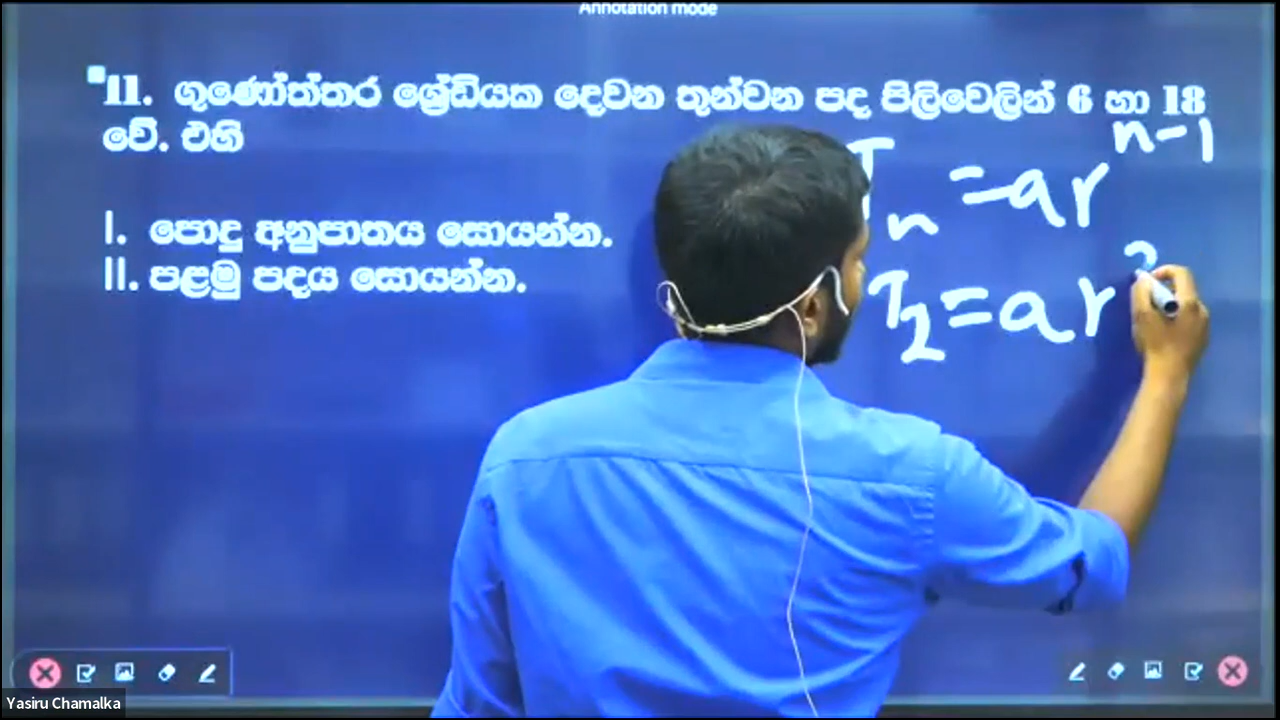 Annotation mode
11. ගුණෝත්තර ශ්‍රේඩියක දෙවන තුන්වන පද පිලිවෙලින් 6 හා 18
වේ. එහි
I. පොදු අනුපාතය සොයන්න.
II. පළමු පදය සොයන්න.
Tn = ar^n-1
T2 = ar^2
Yasiru Chamalka